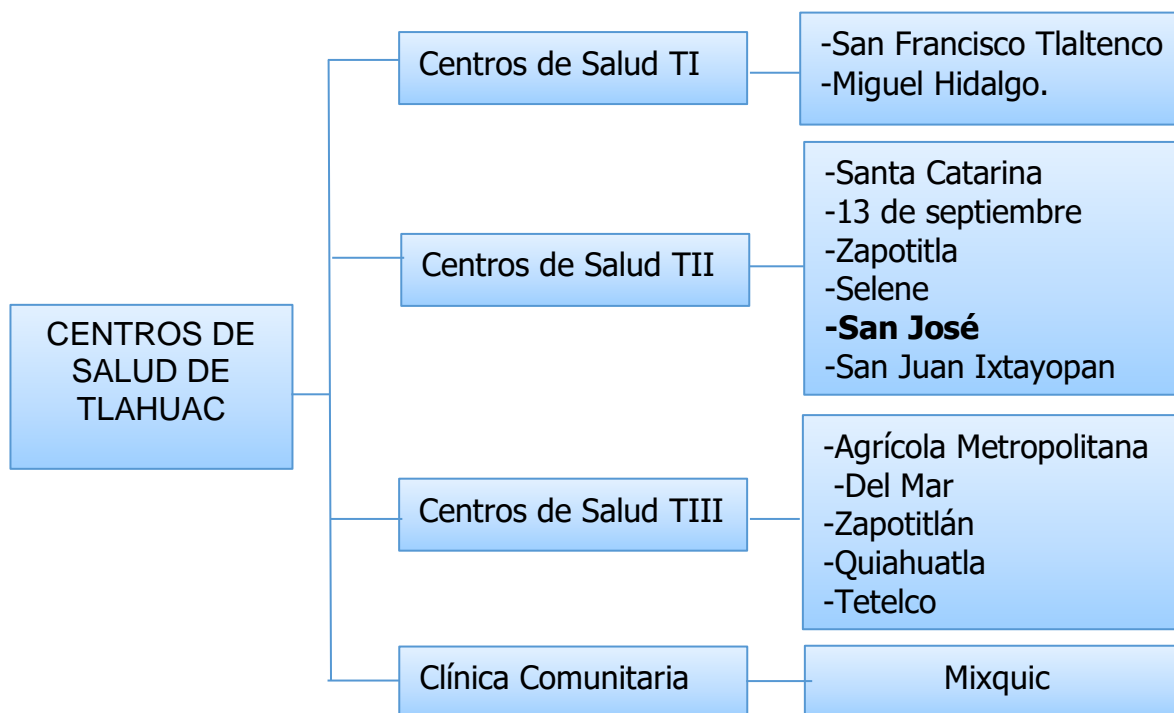 CENTROS DE
SALUD DE
TLAHUAC
Centros de Salud TI
-San Francisco Tlaltenco
-Miguel Hidalgo.
Centros de Salud TII
-Santa Catarina
-13 de septiembre
-Zapotitla
-Selene
-San José
-San Juan Ixtayopan
Centros de Salud TIII
-Agrícola Metropolitana
-Del Mar
-Zapotitlán
-Quiahuatla
-Tetelco
Clínica Comunitaria
Mixquic